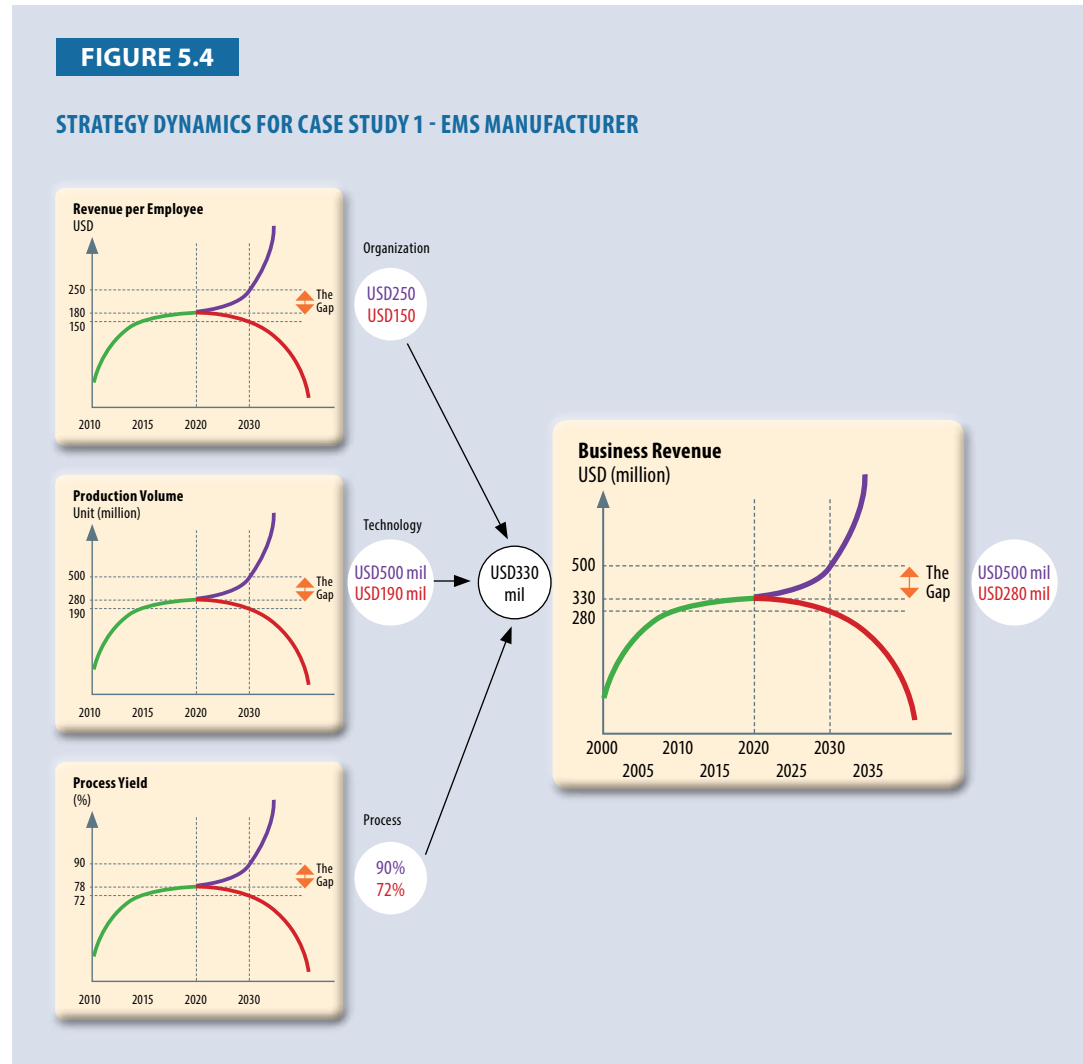 FIGURE 5.4
STRATEGY DYNAMICS FOR CASE STUDY 1 - EMS MANUFACTURER
Revenue per Employee
USD
250
180
150
The
Gap
2010 2015 2020 2030
Organization
USD250
USD150
Production Volume
Unit (million)
500
280
190
The
Gap
2010 2015 2020 2030
Technology
USD500 mil
USD190 mil
Process Yield
(%)
90
78
72
The
Gap
2010 2015 2020 2030
Process
90%
72%
USD330
mil
Business Revenue
USD (million)
500
330
280
The
Gap
2000 2010 2020 2030
2005 2015 2025 2035
USD500 mil
USD280 mil